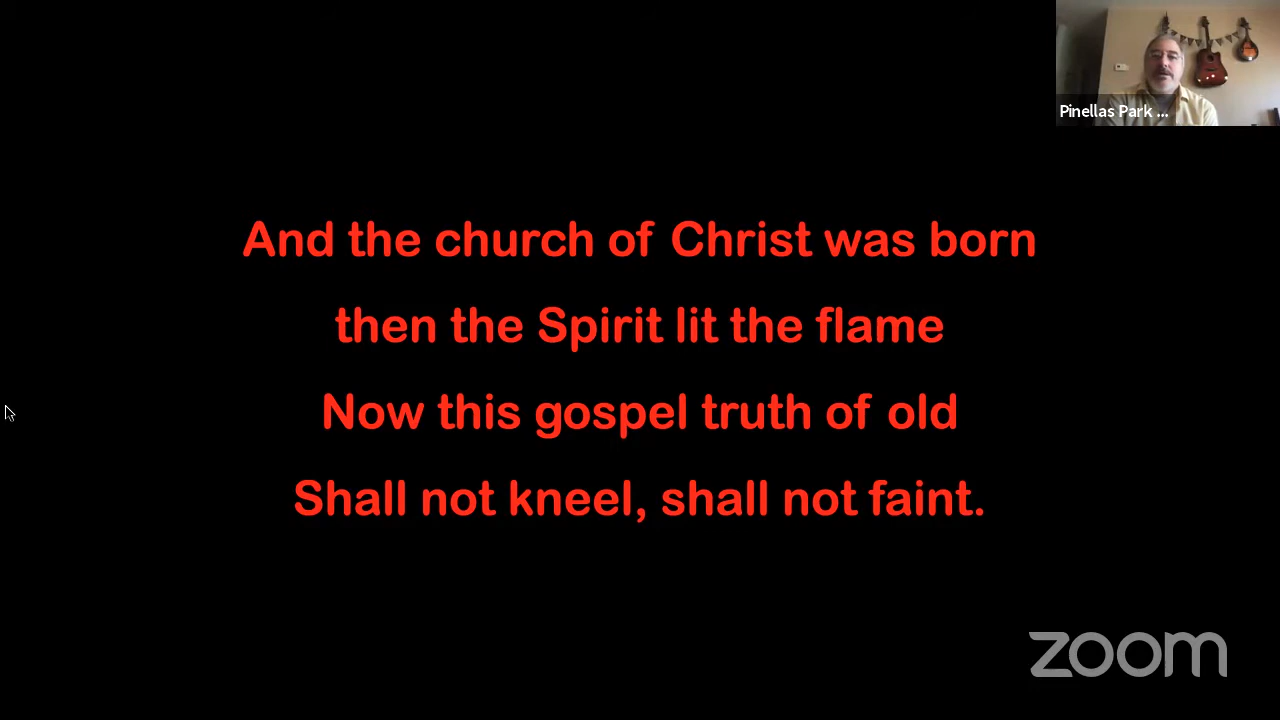 Pinellas Park ...
And the church of Christ was born
then the Spirit lit the flame
Now this gospel truth of old
Shall not kneel, shall not faint.
zoom